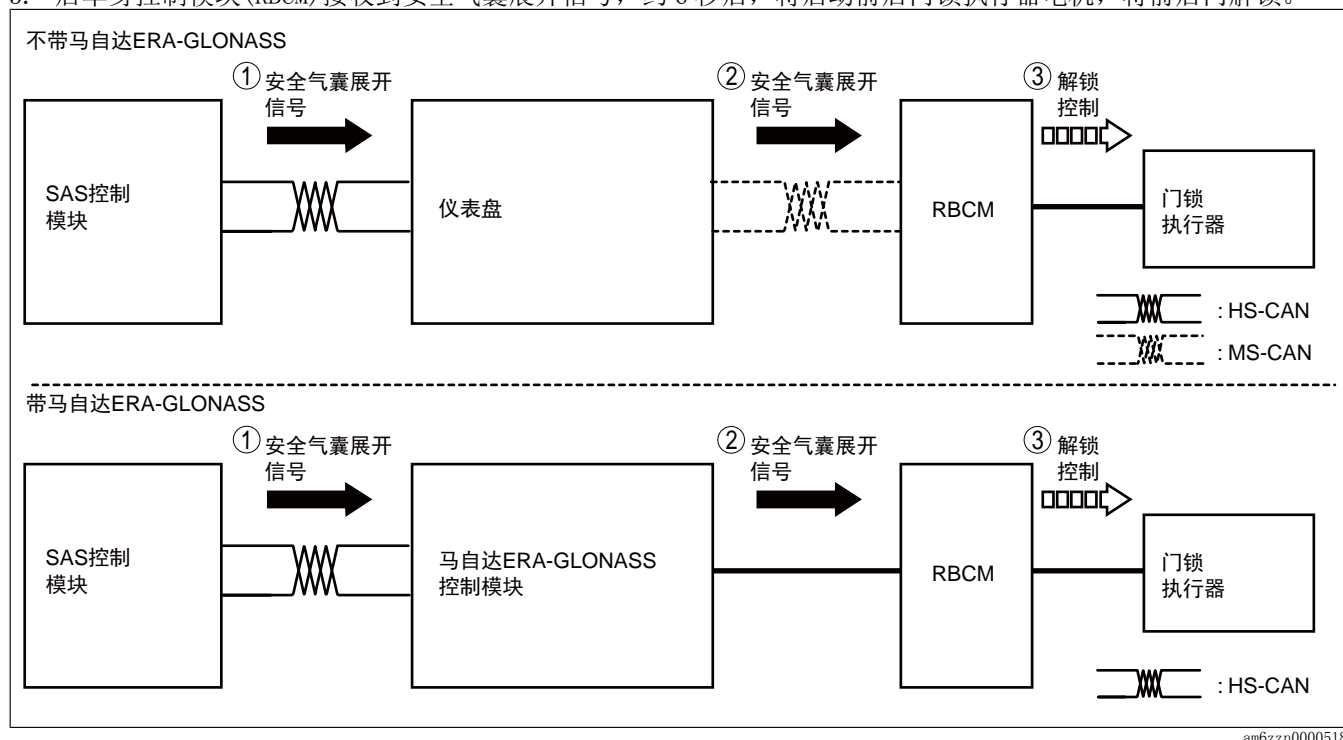 不带马自达ERA-GLONASS
① 安全气囊展开
信号
② 安全气囊展开
信号
③ 解锁
控制
SAS控制
模块
仪表盘
RBCM
门锁
执行器
: HS-CAN
: MS-CAN
带马自达ERA-GLONASS
① 安全气囊展开
信号
② 安全气囊展开
信号
③ 解锁
控制
SAS控制
模块
马自达ERA-GLONASS
控制模块
RBCM
门锁
执行器
: HS-CAN